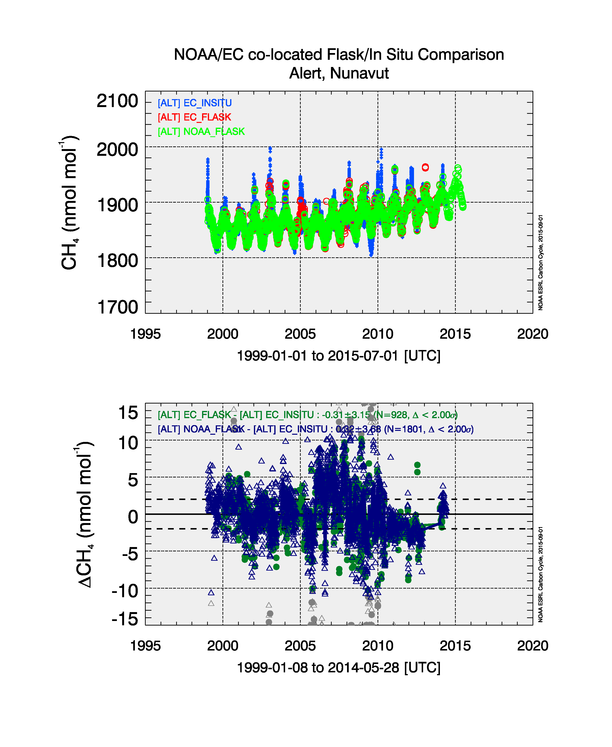 NOAA/EC co-located Flask/In Situ Comparison
Alert, Nunavut
2100
2000
1900
1800
1700
CH₄ (nmol mol⁻¹)
[ALT] EC_INSITU
[ALT] EC_FLASK
[ALT] NOAA_FLASK
NOAA ESRL Carbon Cycle, 2015-09-01
1995 2000 2005 2010 2015 2020
1999-01-01 to 2015-07-01 [UTC]
15
10
5
0
-5
-10
-15
ΔCH₄ (nmol mol⁻¹)
[ALT] EC_FLASK - [ALT] EC_INSITU : -0.31±3.15 (N=928, Δ < 2.00σ)
[ALT] NOAA_FLASK - [ALT] EC_INSITU : (N=1801, Δ < 2.00σ)
NOAA ESRL Carbon Cycle, 2015-09-01
1995 2000 2005 2010 2015 2020
1999-01-08 to 2014-05-28 [UTC]